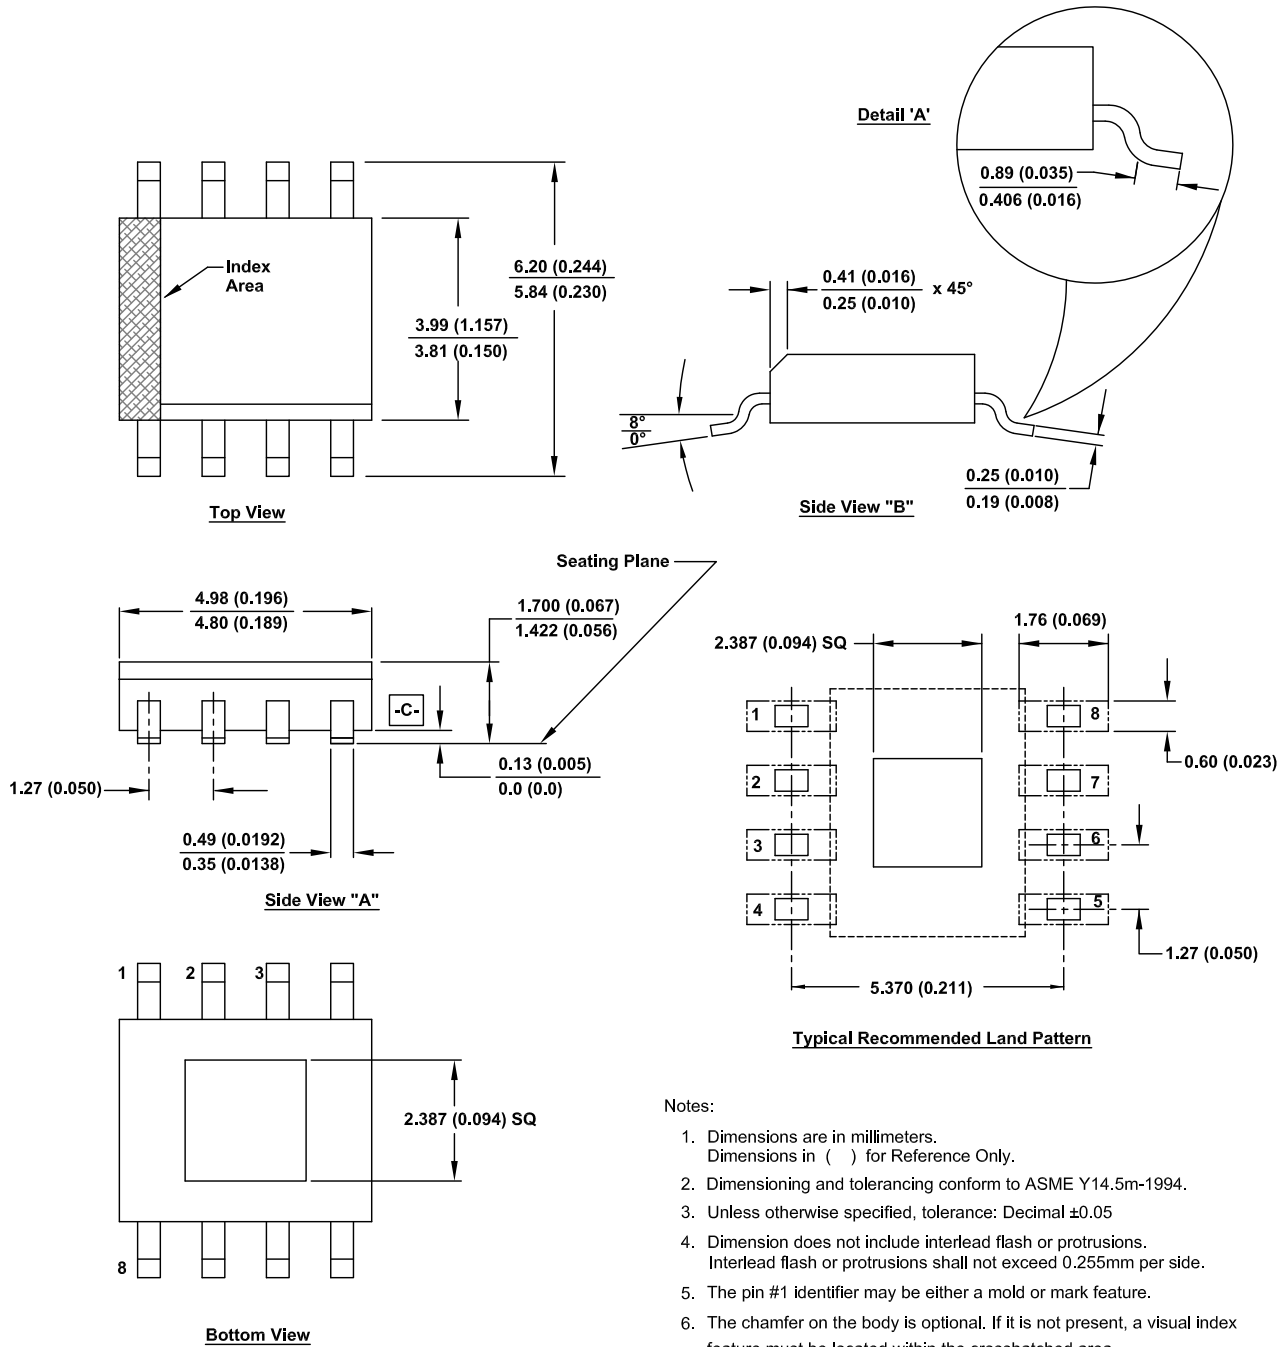 Detail 'A'
0.89 (0.035)
0.406 (0.016)
Index
Area
6.20 (0.244)
5.84 (0.230)
3.99 (1.157)
3.81 (0.150)
Top View
0.41 (0.016)
0.25 (0.010)
x 45°
8°
0°
0.25 (0.010)
0.19 (0.008)
Side View "B"
Seating Plane
4.98 (0.196)
4.80 (0.189)
1.700 (0.067)
1.422 (0.056)
-C-
0.13 (0.005)
0.0 (0.0)
1.27 (0.050)
0.49 (0.0192)
0.35 (0.0138)
Side View "A"
1.76 (0.069)
2.387 (0.094) SQ
1
8
0.60 (0.023)
2
7
3
6
4
5
1.27 (0.050)
5.370 (0.211)
Typical Recommended Land Pattern
1
2
3
2.387 (0.094) SQ
8
Bottom View
Notes:
1. Dimensions are in millimeters.
Dimensions in ( ) for Reference Only.
2. Dimensioning and tolerancing conform to ASME Y14.5m-1994.
3. Unless otherwise specified, tolerance: Decimal ±0.05
4. Dimension does not include interlead flash or protrusions.
Interlead flash or protrusions shall not exceed 0.255mm per side.
5. The pin #1 identifier may be either a mold or mark feature.
6. The chamfer on the body is optional. If it is not present, a visual index
feature must be located within the crosshatched area.